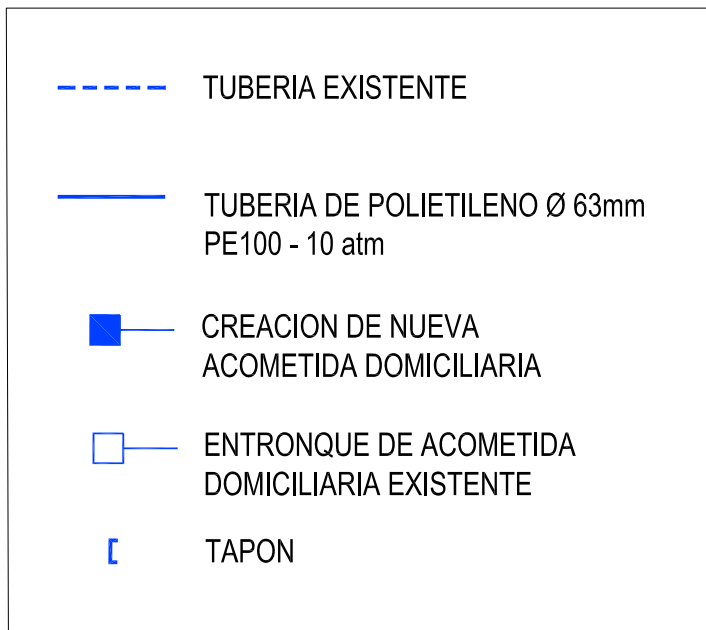 TUBERIA EXISTENTE
TUBERIA DE POLIETILENO Ø 63mm
PE100 - 10 atm
CREACION DE NUEVA
ACOMETIDA DOMICILIARIA
ENTRONQUE DE ACOMETIDA
DOMICILIARIA EXISTENTE
TAPON